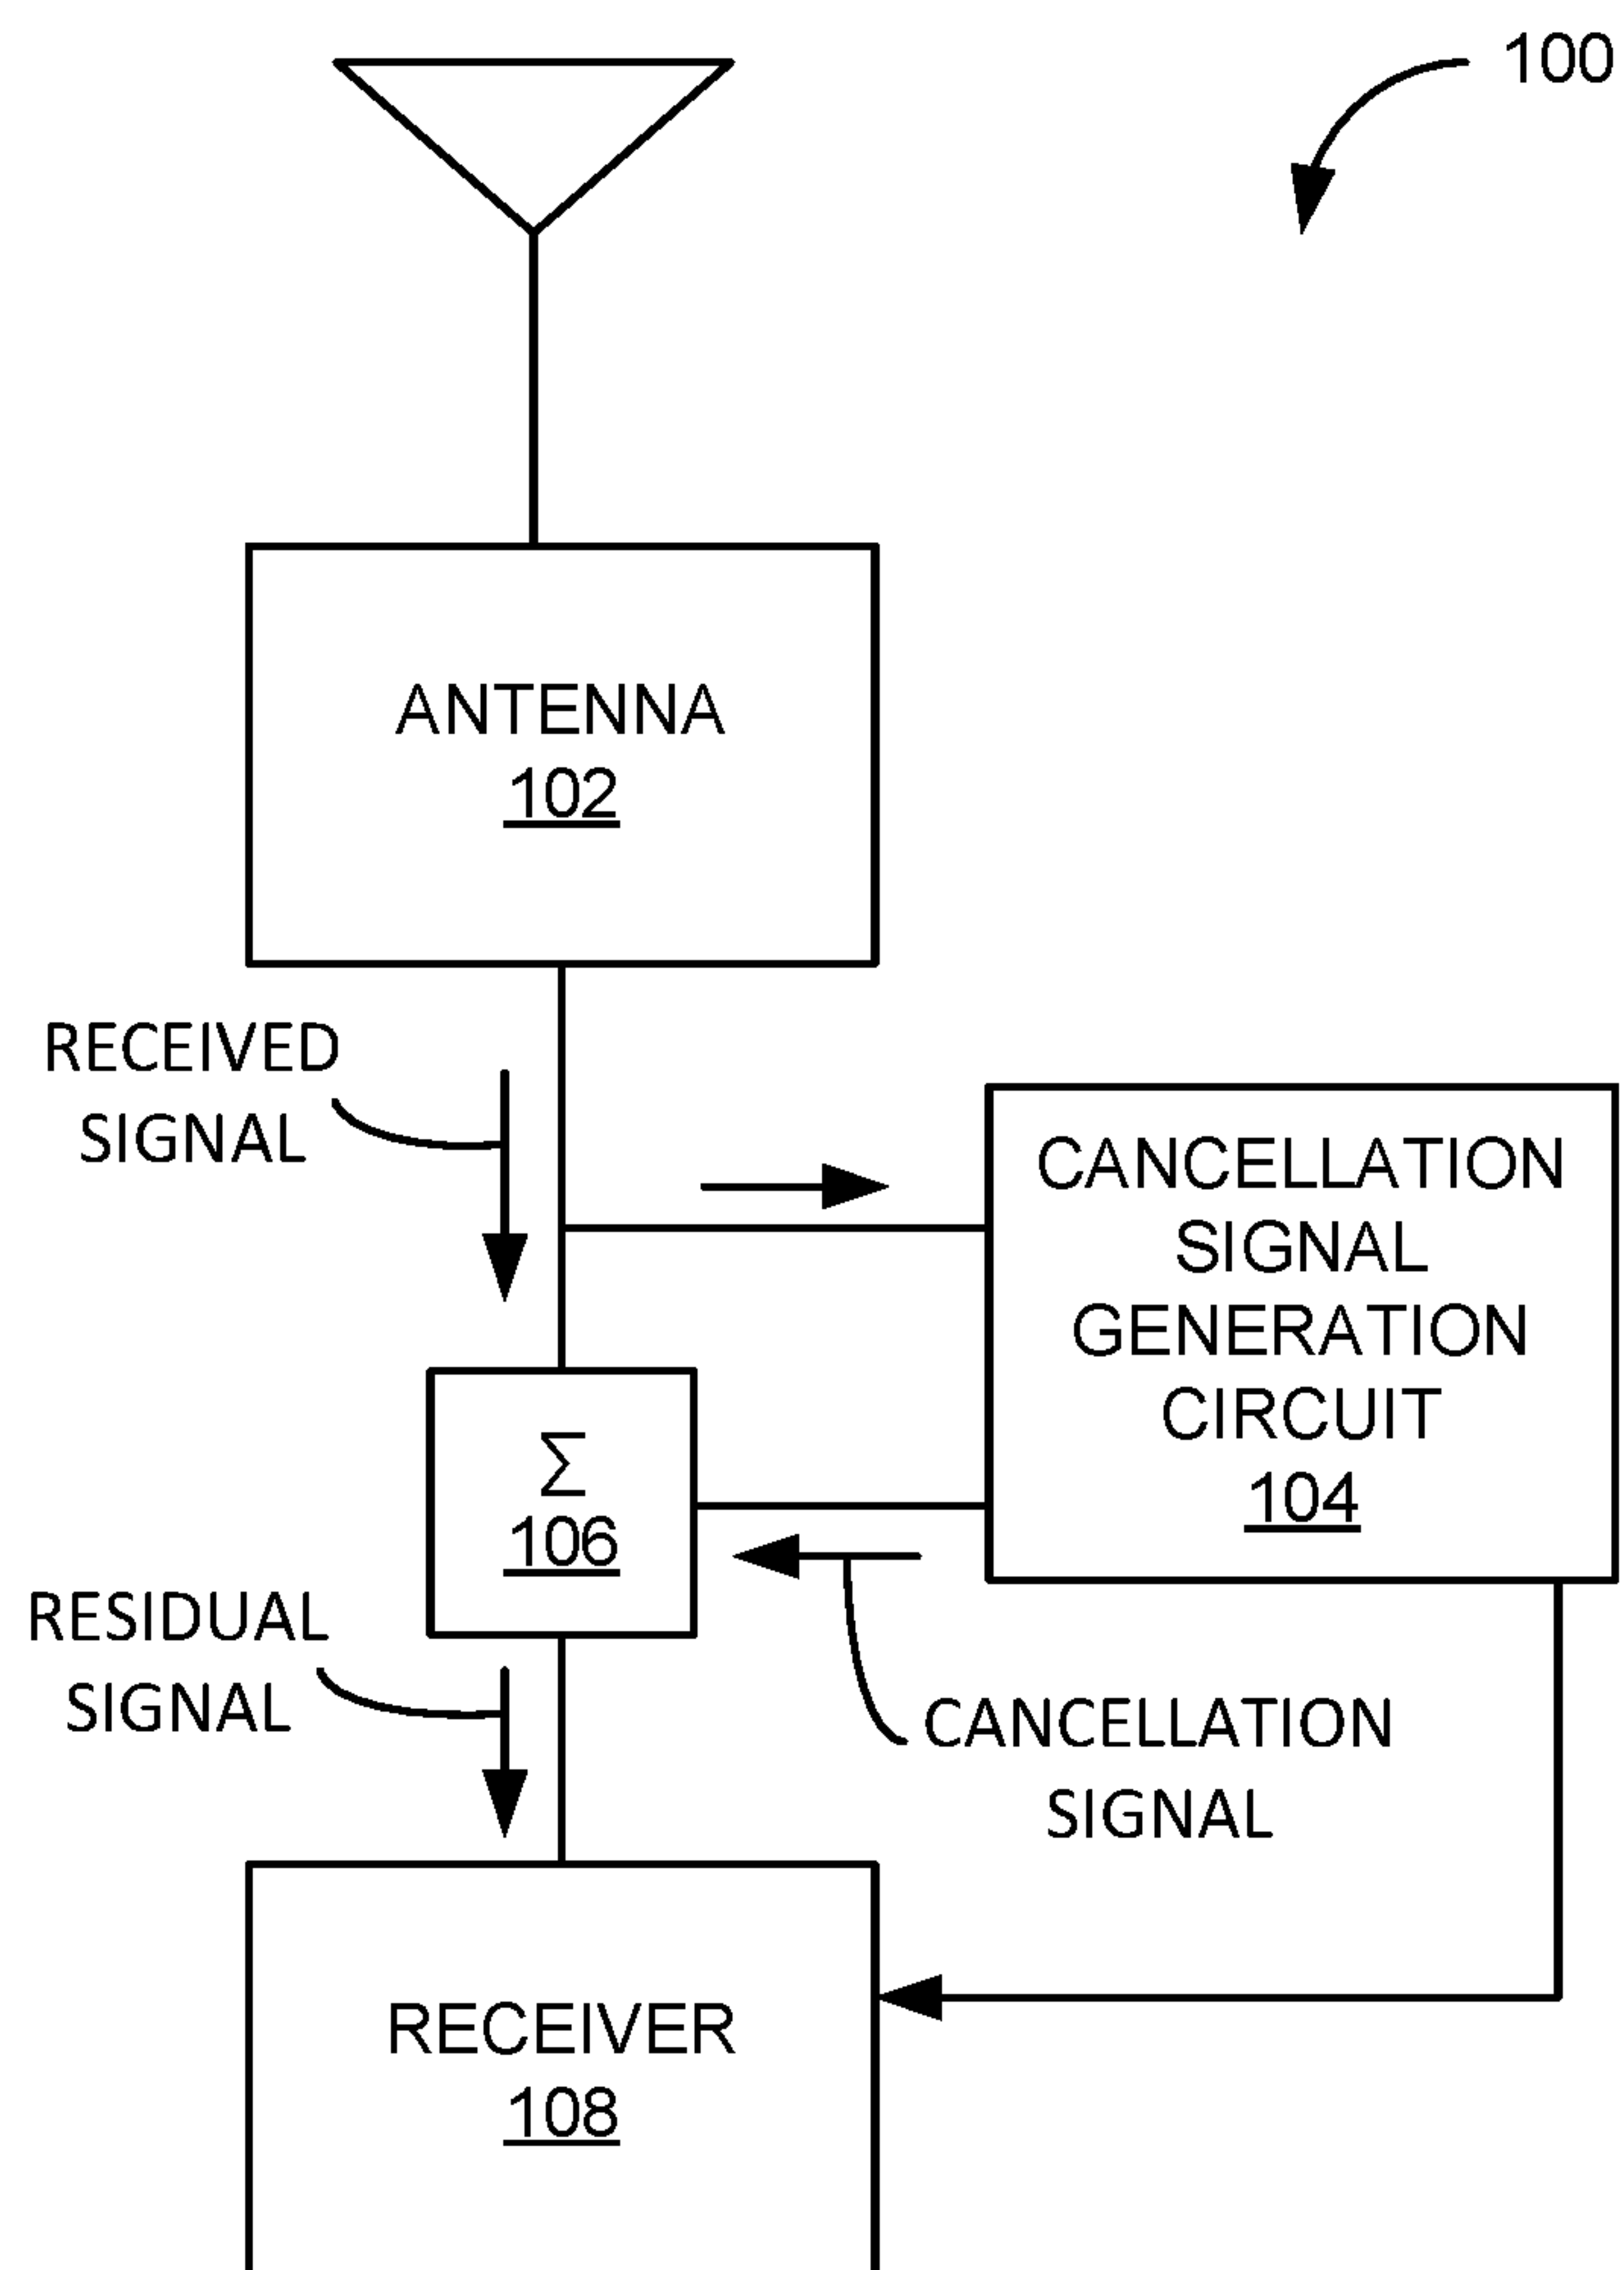 100
ANTENNA
102
RECEIVED
SIGNAL
CANCELLATION
SIGNAL
GENERATION
CIRCUIT
104
Σ
106
RESIDUAL
SIGNAL
CANCELLATION
SIGNAL
RECEIVER
108